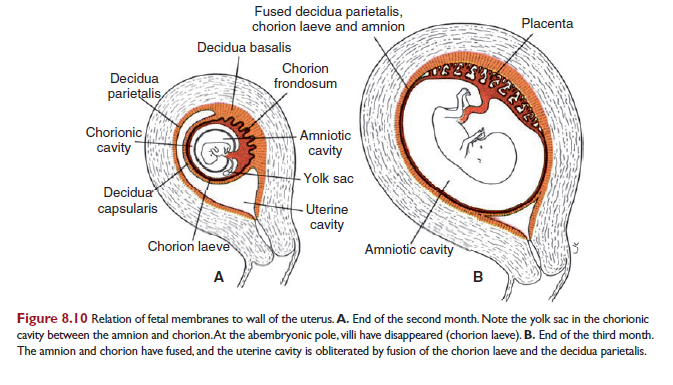 Fused decidua parietalis,
chorion laeve and amnion
Placenta
Decidua basalis
Chorion
frondosum
Decidua
parietalis
Chorionic
cavity
Amniotic
cavity
Yolk sac
Decidua
capsularis
Uterine
cavity
Chorion laeve
Amniotic cavity
A
B
Figure 8.10 Relation of fetal membranes to wall of the uterus. A. End of the second month. Note the yolk sac in the chorionic
cavity between the amnion and chorion.At the abembryonic pole, villi have disappeared (chorion laeve). B. End of the third month.
The amnion and chorion have fused, and the uterine cavity is obliterated by fusion of the chorion laeve and the decidua parietalis.